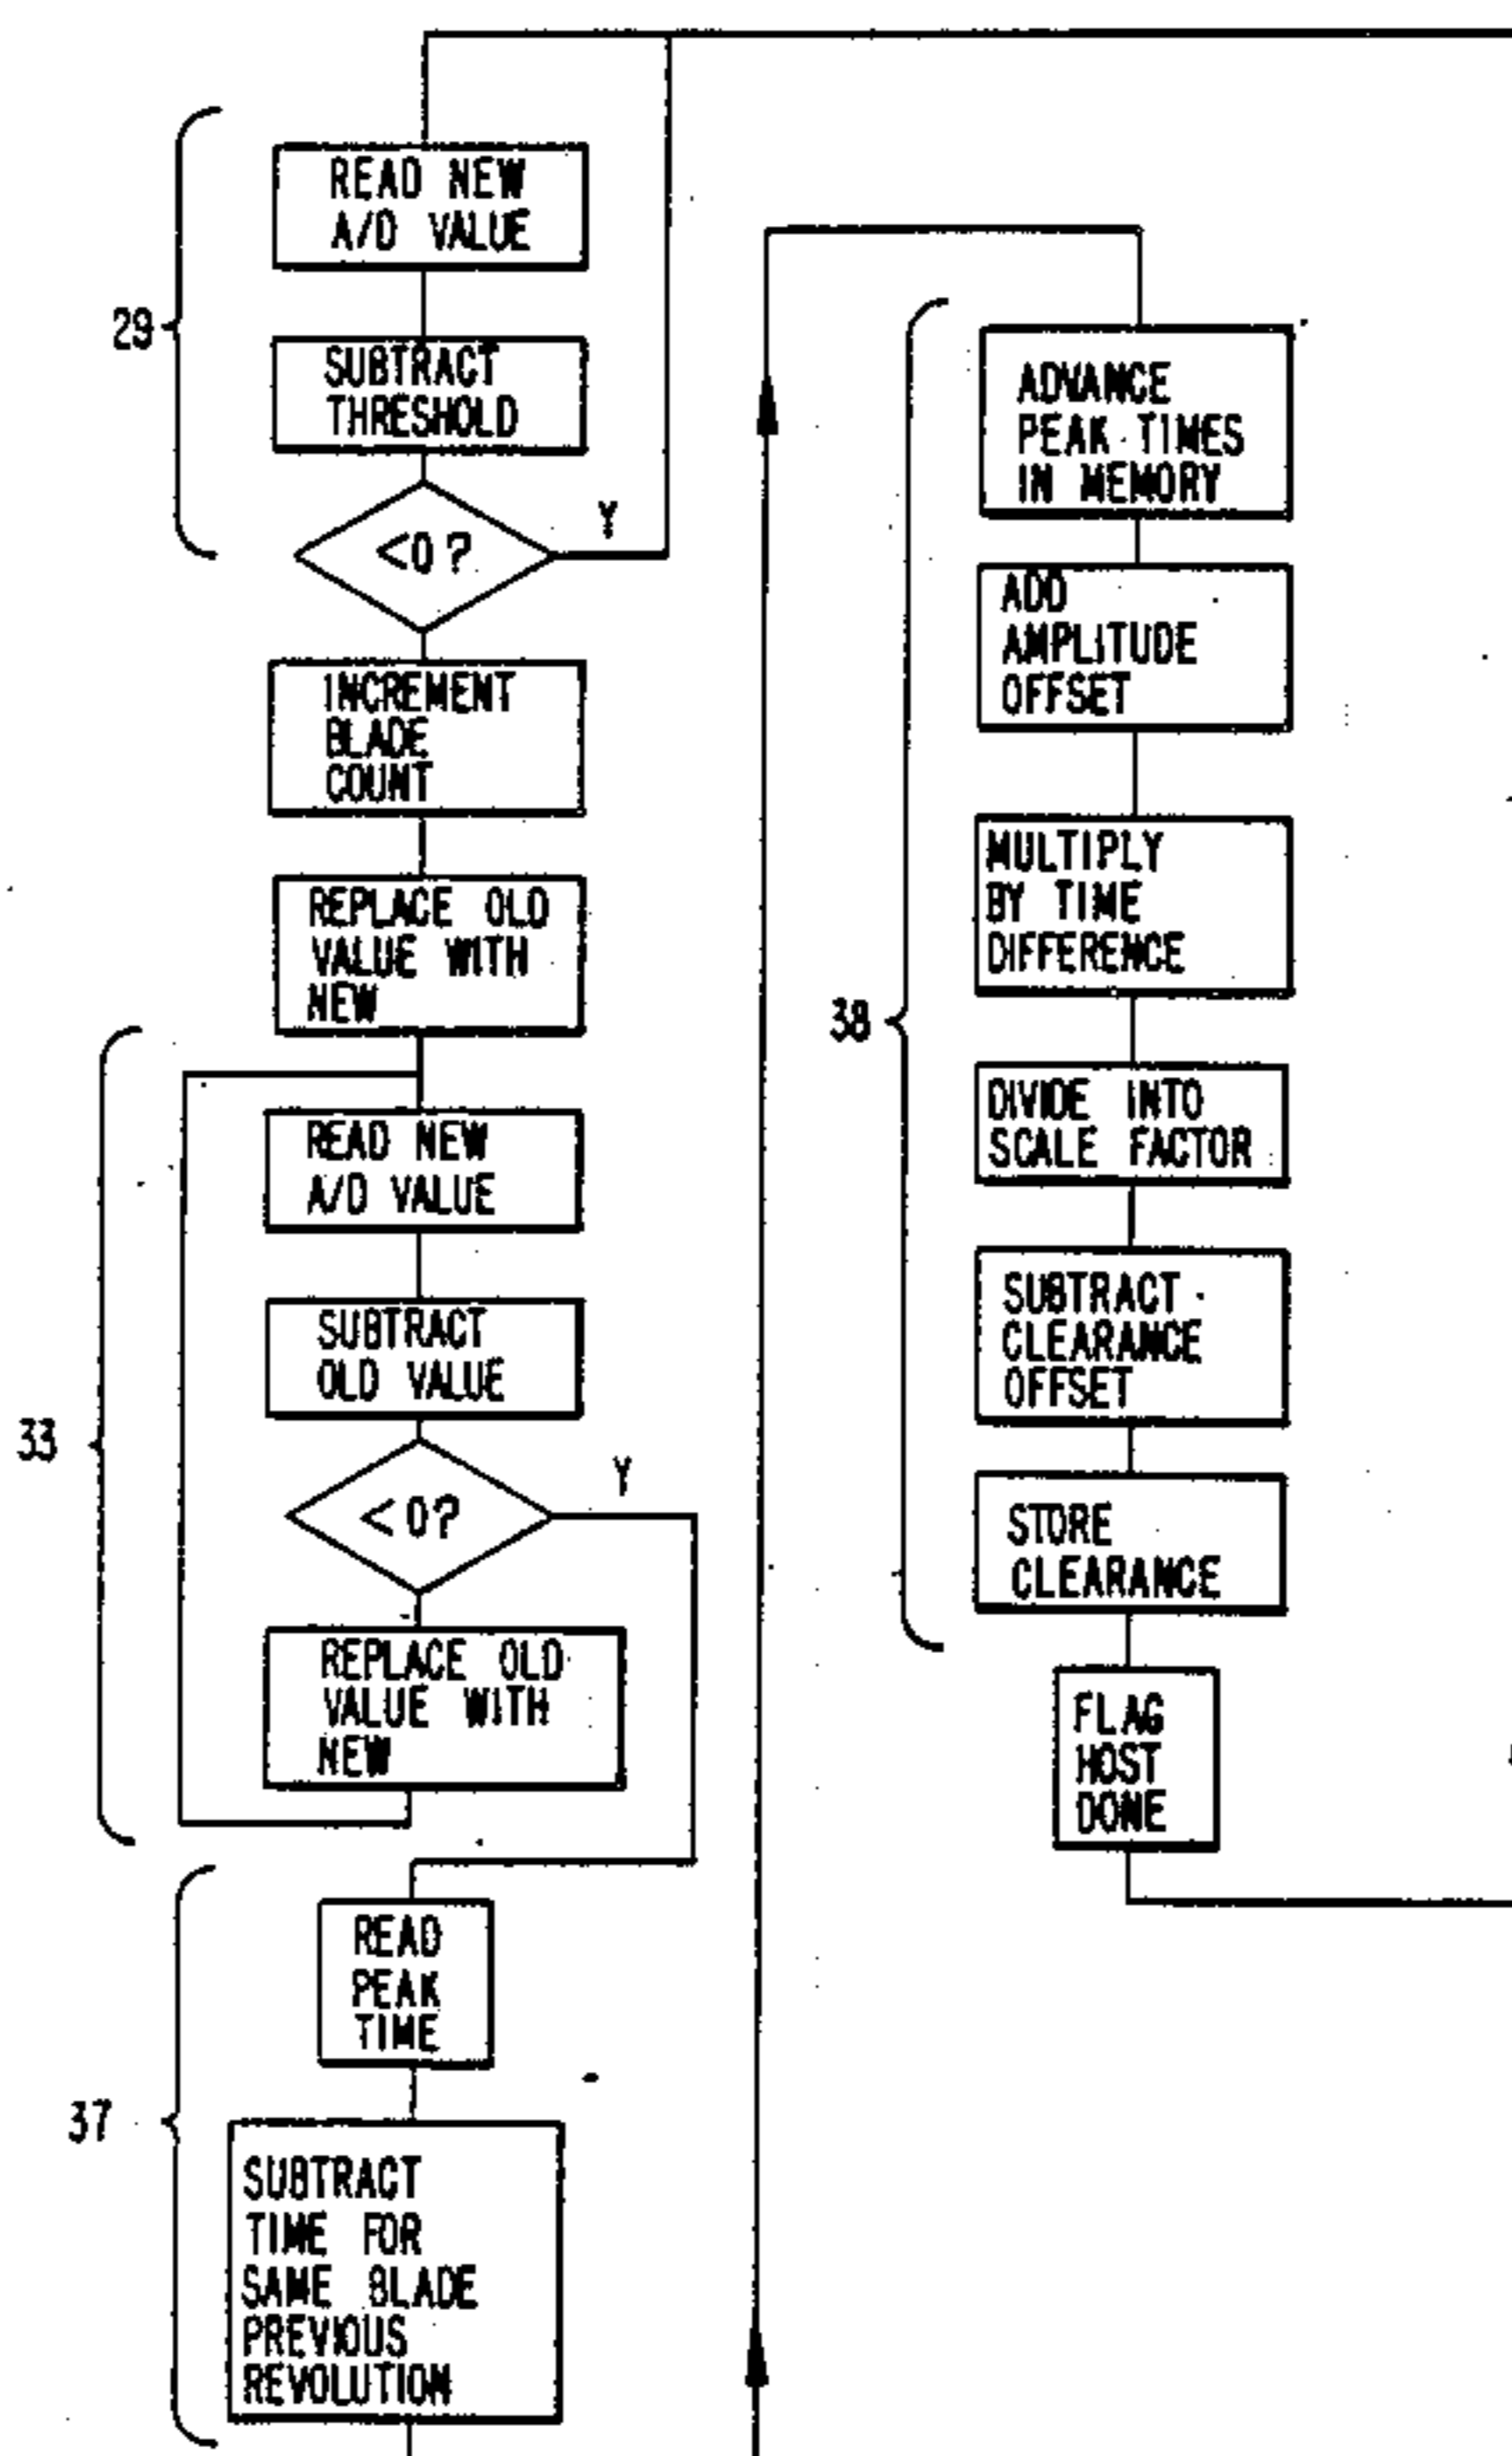 29
READ NEW
A/D VALUE
SUBTRACT
THRESHOLD
<0?
Y
INCREMENT
BLADE
COUNT
REPLACE OLD
VALUE WITH
NEW
33
READ NEW
A/D VALUE
SUBTRACT
OLD VALUE
<0?
Y
REPLACE OLD
VALUE WITH
NEW
37
READ
PEAK
TIME
SUBTRACT
TIME FOR
SAME BLADE
PREVIOUS
REVOLUTION
38
ADVANCE
PEAK TIMES
IN MEMORY
ADD
AMPLITUDE
OFFSET
MULTIPLY
BY TIME
DIFFERENCE
DIVIDE INTO
SCALE FACTOR
SUBTRACT
CLEARANCE
OFFSET
STORE
CLEARANCE
FLAG
HOST
DONE